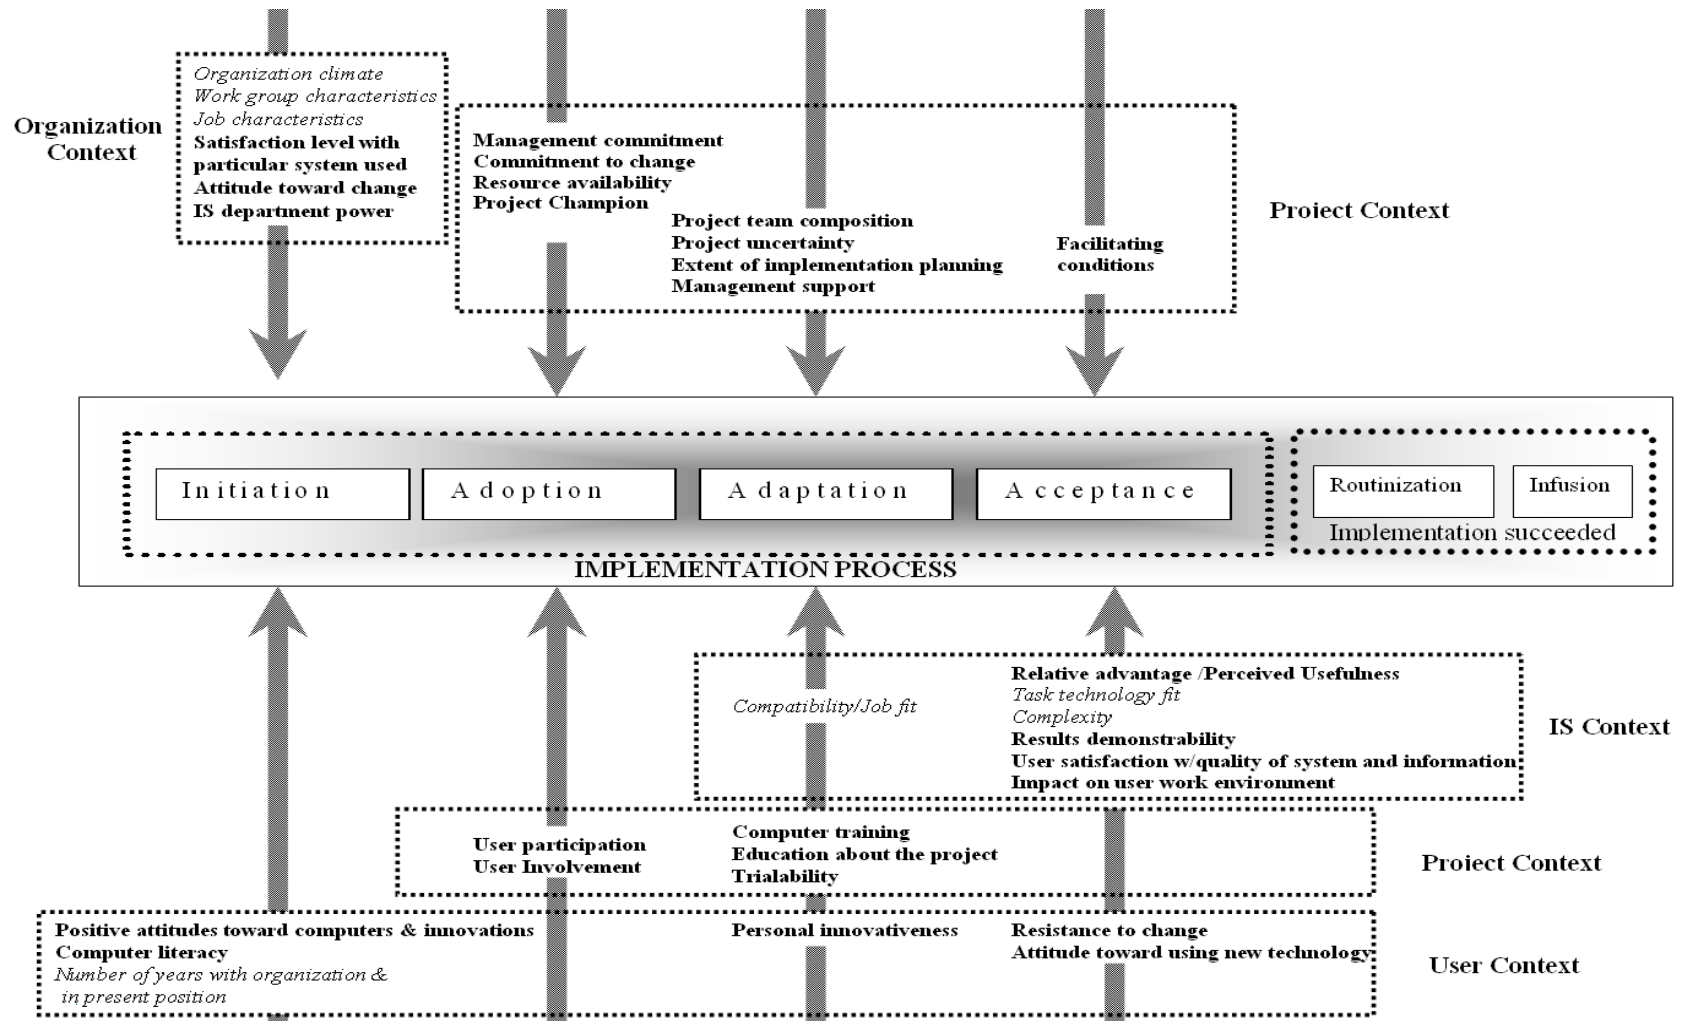 Organization
Context
Organization climate
Work group characteristics
Job characteristics
Satisfaction level with
particular system used
Attitude toward change
IS department power
Management commitment
Commitment to change
Resource availability
Project Champion
Project team composition
Project uncertainty
Extent of implementation planning
Management support
Facilitating
conditions
Project Context
Initiation
Adoption
Adaptation
Acceptance
Routinization
Infusion
Implementation succeeded
IMPLEMENTATION PROCESS
Compatibility/Job fit
Relative advantage /Perceived Usefulness
Task technology fit
Complexity
Results demonstrability
User satisfaction w/quality of system and information
Impact on user work environment
IS Context
User participation
User Involvement
Computer training
Education about the project
Trialability
Project Context
Positive attitudes toward computers & innovations
Computer literacy
Number of years with organization &
in present position
Personal innovativeness
Resistance to change
Attitude toward using new technology
User Context